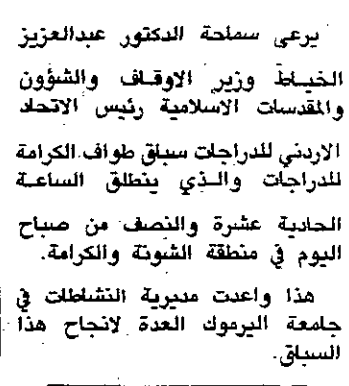 يرعى سماحة الدكتور عبدالعزيز
الخياط وزير الاوقاف والشؤون
والمقدسات الاسلامية رئيس الاتحاد
الاردني للدراجات سباق طواف الكرامة
للدراجات والذي ينطلق الساعة
الحادية عشرة والنصف من صباح
اليوم في منطقة الشونة والكرامة.
هذا واعدت مديرية النشاطات في
جامعة اليرموك العدة لانجاح هذا
السباق.